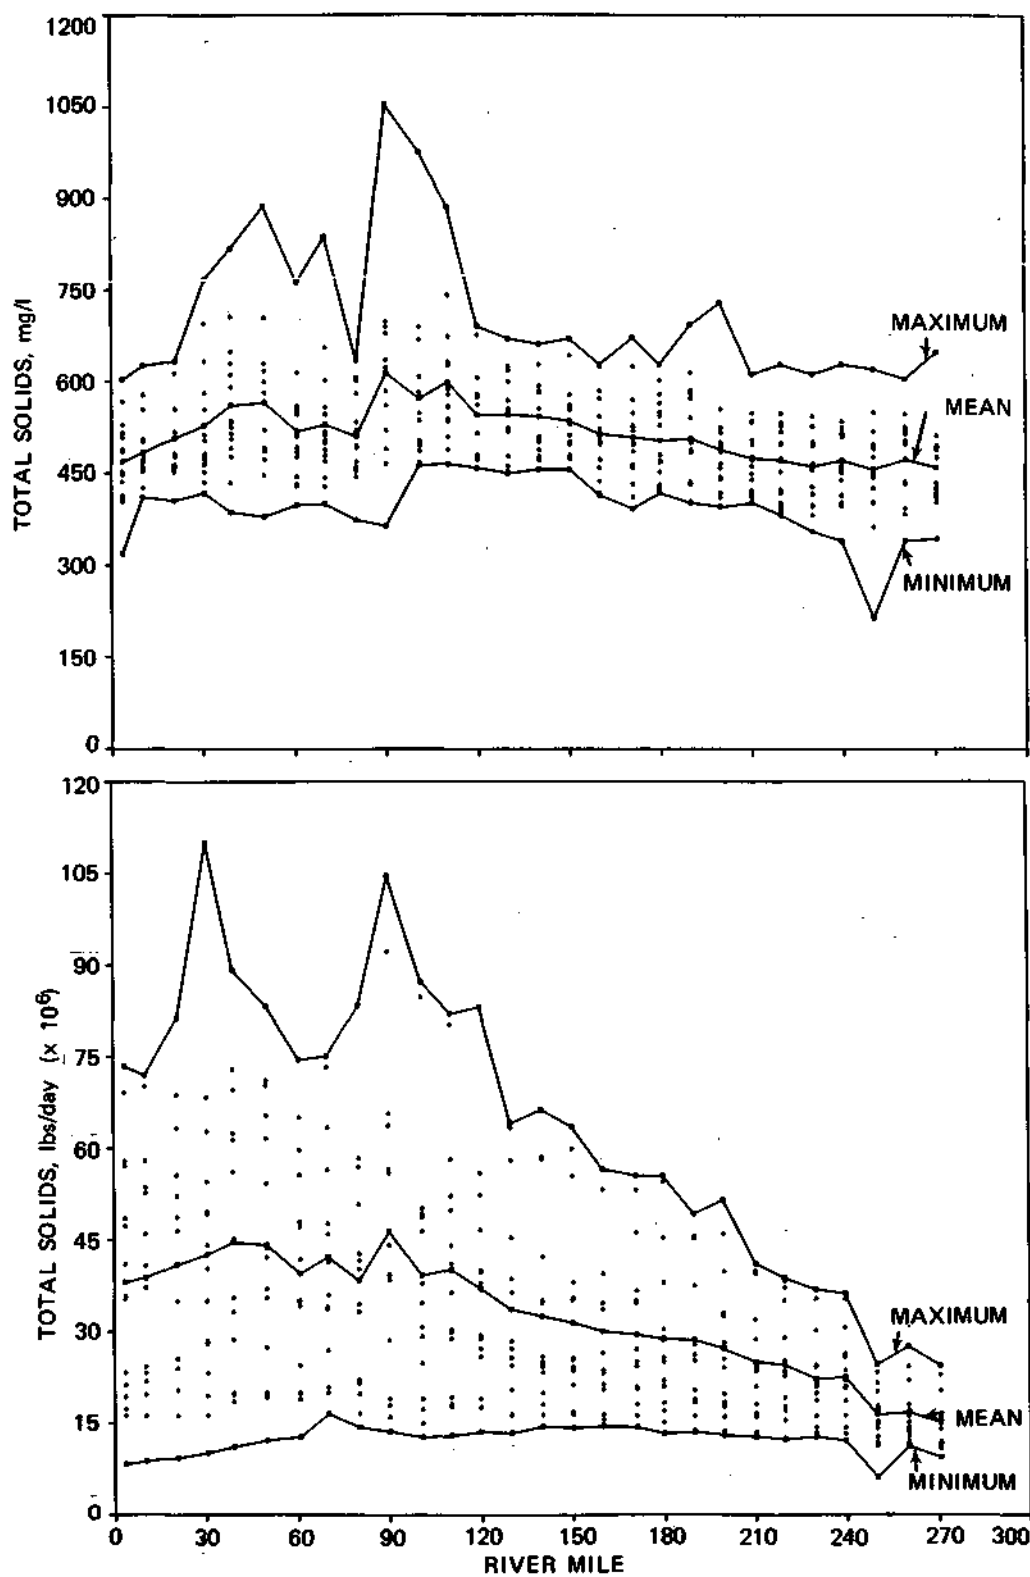 1200
1050
900
750
600
450
300
150
0
TOTAL SOLIDS, mg/l
MAXIMUM
MEAN
MINIMUM
120
105
90
75
60
45
30
15
0
TOTAL SOLIDS, lbs/day (x 10⁶)
MAXIMUM
MEAN
MINIMUM
0 30 60 90 120 150 180 210 240 270 300
RIVER MILE